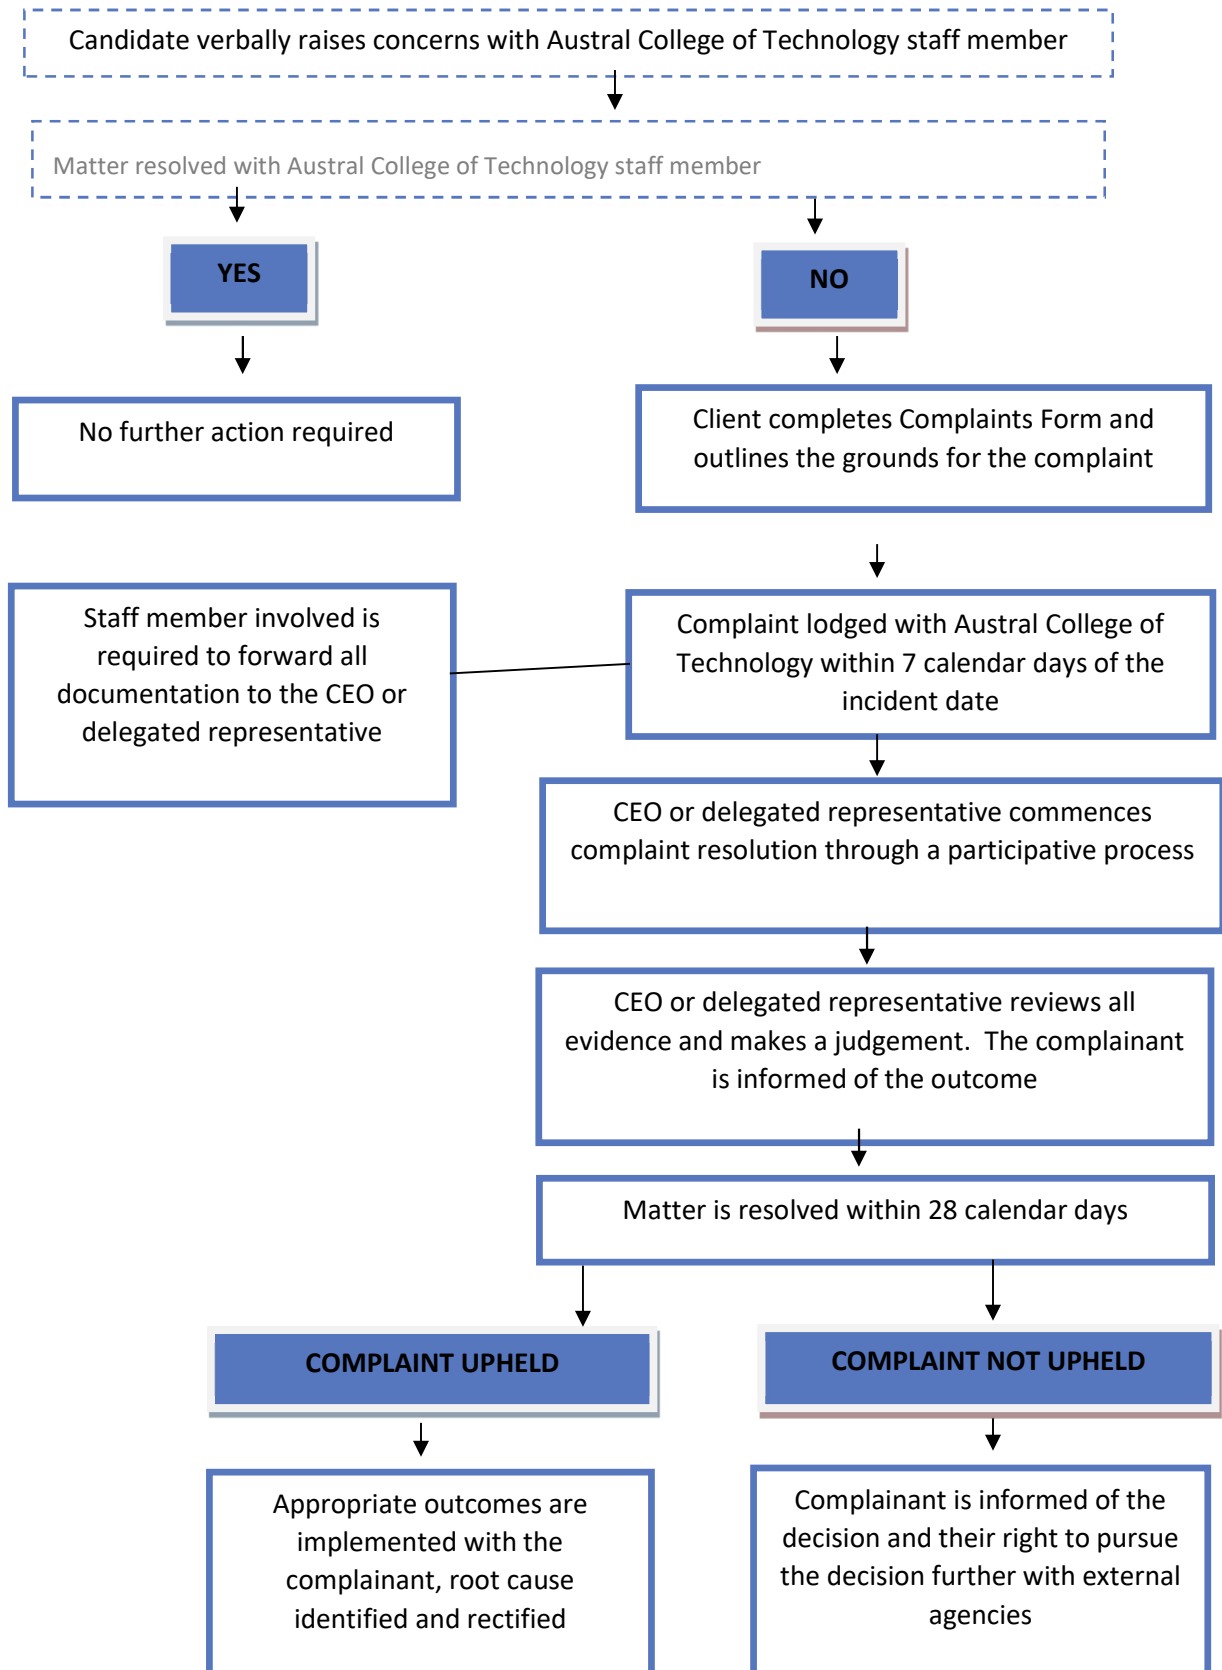 Candidate verbally raises concerns with Austral College of Technology staff member
Matter resolved with Austral College of Technology staff member
YES
NO
No further action required
Client completes Complaints Form and
outlines the grounds for the complaint
Staff member involved is
required to forward all
documentation to the CEO or
delegated representative
Complaint lodged with Austral College of
Technology within 7 calendar days of the
incident date
CEO or delegated representative commences
complaint resolution through a participative process
CEO or delegated representative reviews all
evidence and makes a judgement.  The complainant
is informed of the outcome
Matter is resolved within 28 calendar days
COMPLAINT UPHELD
COMPLAINT NOT UPHELD
Appropriate outcomes are
implemented with the
complainant, root cause
identified and rectified
Complainant is informed of the
decision and their right to pursue
the decision further with external
agencies